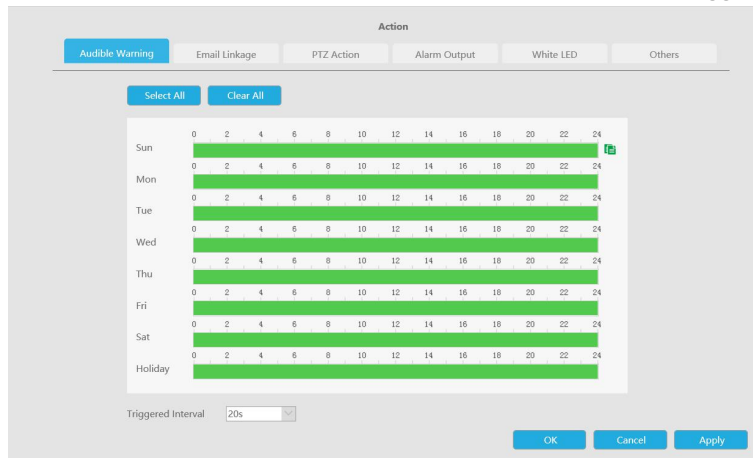 Action
Audible Warning Email Linkage PTZ Action Alarm Output White LED Others
Select All Clear All
0 2 4 6 8 10 12 14 16 18 20 22 24
Sun
0 2 4 6 8 10 12 14 16 18 20 22 24
Mon
0 2 4 6 8 10 12 14 16 18 20 22 24
Tue
0 2 4 6 8 10 12 14 16 18 20 22 24
Wed
0 2 4 6 8 10 12 14 16 18 20 22 24
Thu
0 2 4 6 8 10 12 14 16 18 20 22 24
Fri
0 2 4 6 8 10 12 14 16 18 20 22 24
Sat
0 2 4 6 8 10 12 14 16 18 20 22 24
Holiday
Triggered Interval 20s
OK Cancel Apply